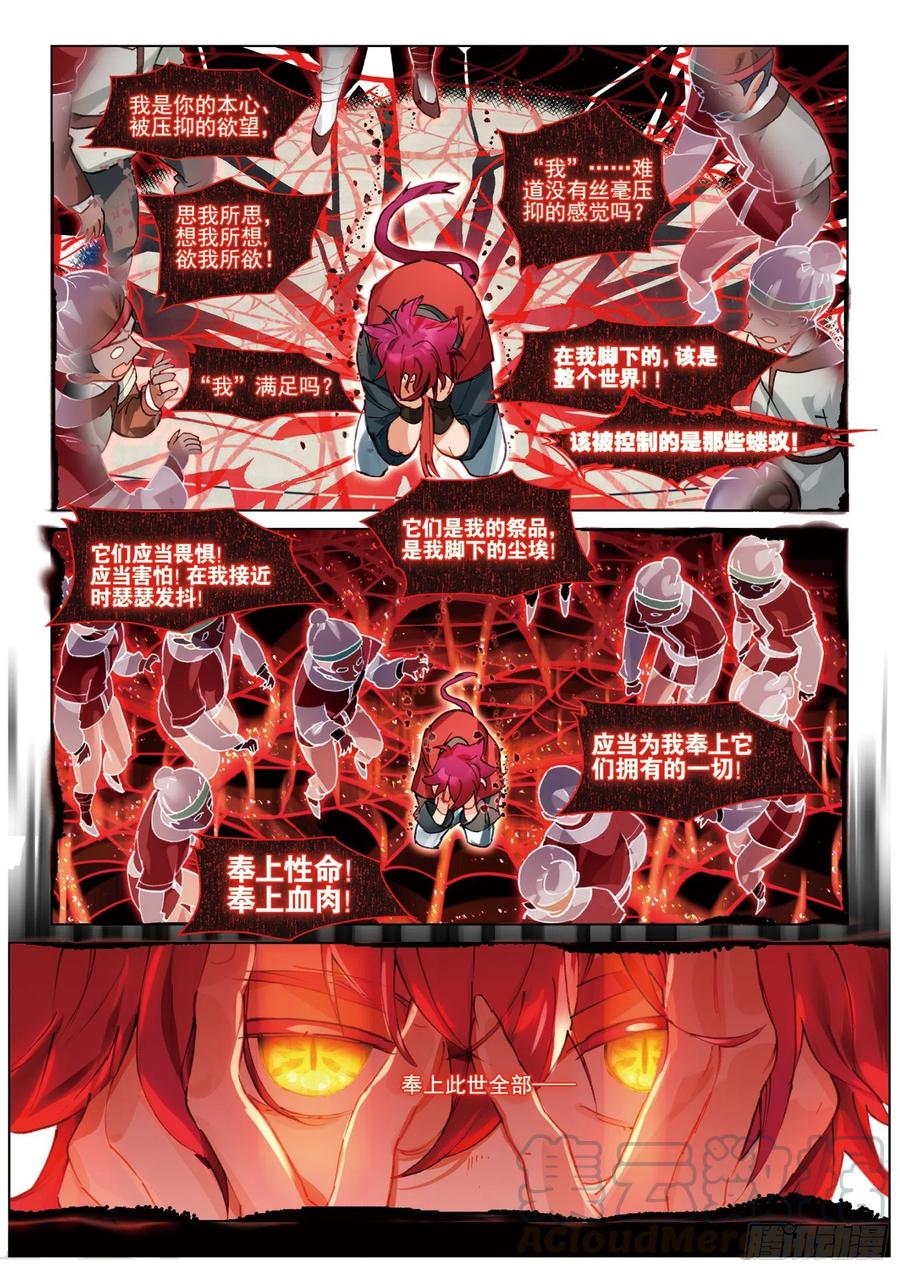 我是你的本心、
被压抑的欲望，
“我”……难
道没有丝毫压
抑的感觉吗？
思我所思，
想我所想，
欲我所欲！
“我”满足吗？
在我脚下的，该是
整个世界！！
该被控制的是那些蝼蚁！
它们是我的祭品，
是我脚下的尘埃！
它们应当畏惧！
应当害怕！在我接近
时瑟瑟发抖！
应当为我奉上它
们拥有的一切！
奉上性命！
奉上血肉！
奉上此世全部——
集云数据
ACloudMer
腾讯动漫